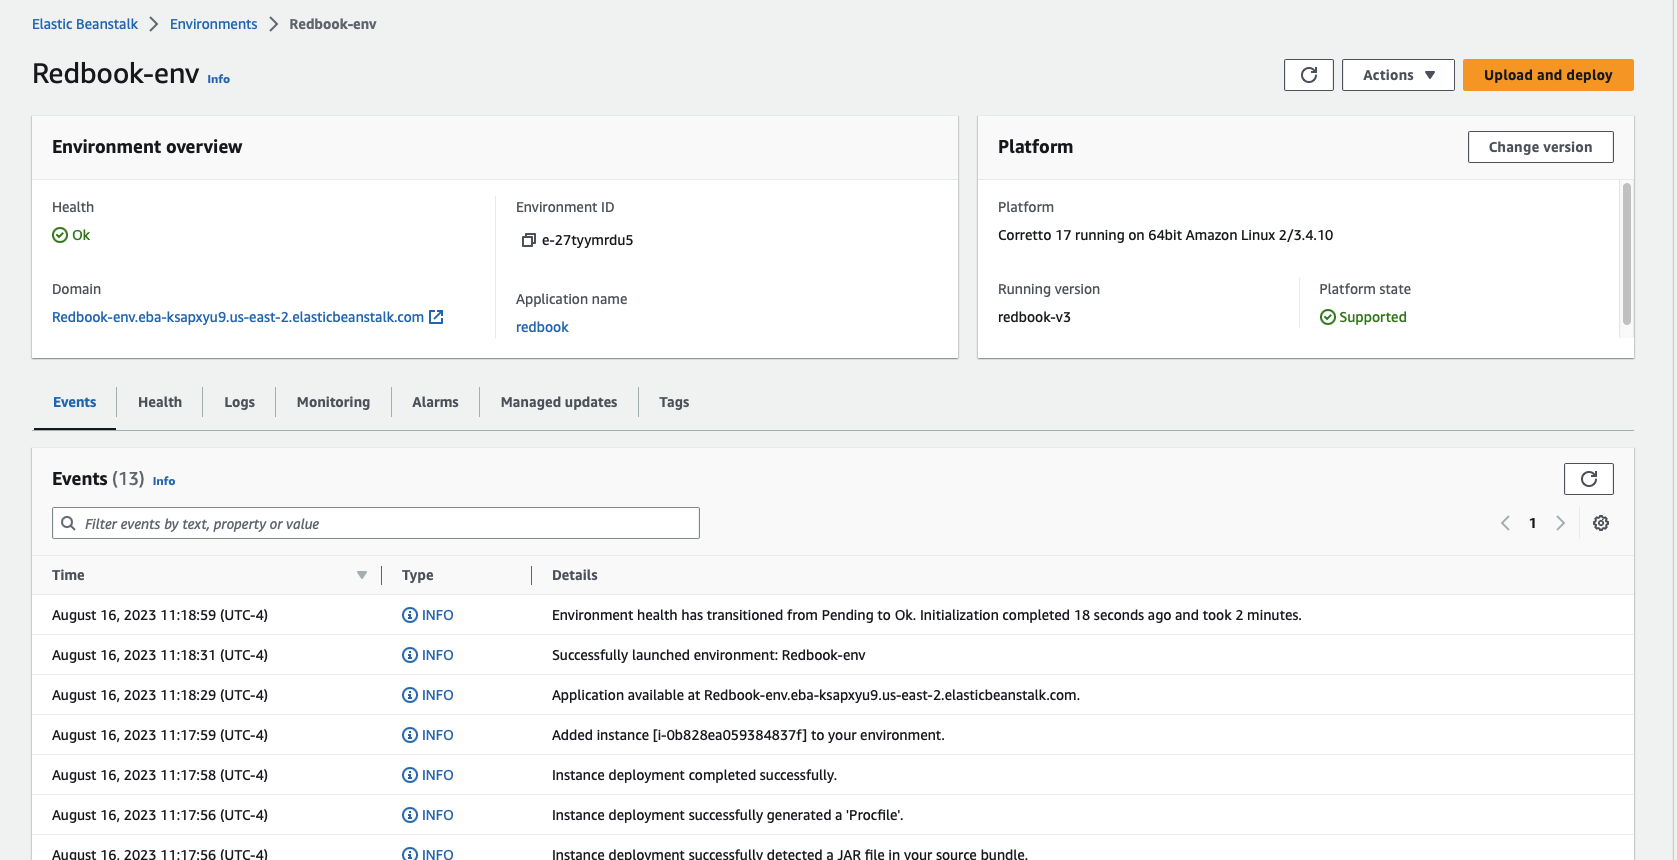 Elastic Beanstalk > Environments > Redbook-env
Redbook-env Info
Actions Upload and deploy
Environment overview
Health
Ok
Domain
Redbook-env.eba-ksapxyu9.us-east-2.elasticbeanstalk.com
Environment ID
e-27tyymrdu5
Application name
redbook
Platform
Change version
Platform
Corretto 17 running on 64bit Amazon Linux 2/3.4.10
Running version
redbook-v3
Platform state
Supported
Events Health Logs Monitoring Alarms Managed updates Tags
Events (13) Info
Filter events by text, property or value
1
Time Type Details
August 16, 2023 11:18:59 (UTC-4) INFO Environment health has transitioned from Pending to Ok. Initialization completed 18 seconds ago and took 2 minutes.
August 16, 2023 11:18:31 (UTC-4) INFO Successfully launched environment: Redbook-env
August 16, 2023 11:18:29 (UTC-4) INFO Application available at Redbook-env.eba-ksapxyu9.us-east-2.elasticbeanstalk.com.
August 16, 2023 11:17:59 (UTC-4) INFO Added instance [i-0b828ea059384837f] to your environment.
August 16, 2023 11:17:58 (UTC-4) INFO Instance deployment completed successfully.
August 16, 2023 11:17:56 (UTC-4) INFO Instance deployment successfully generated a 'Procfile'.
August 16, 2023 11:17:56 (UTC-4) INFO Instance deployment successfully detected a JAR file in your source bundle.